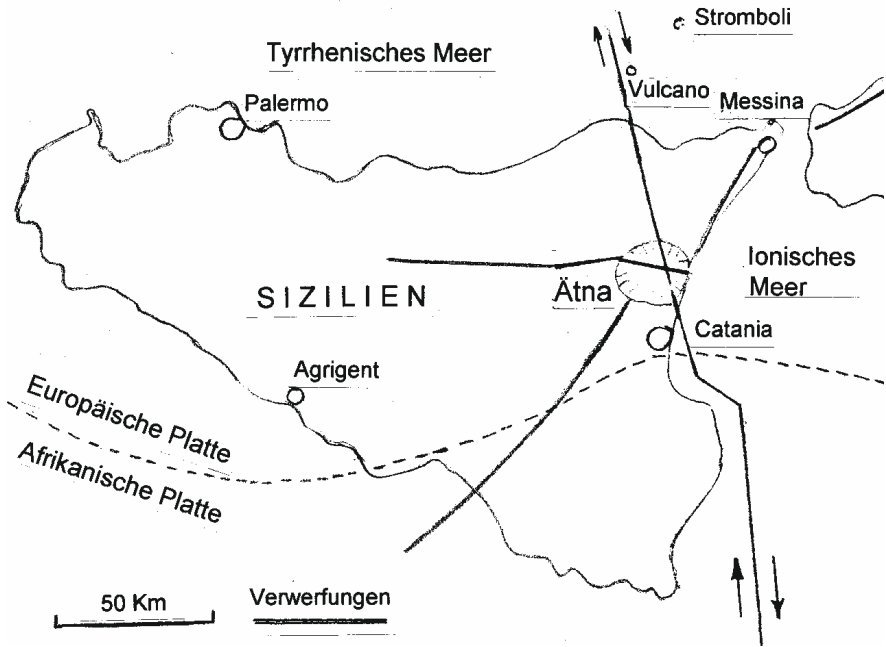 Stromboli
Tyrrhenisches Meer
Palermo
Vulcano
Messina
Ionisches
Meer
SIZILIEN
Ätna
Catania
Agrigent
Europäische Platte
Afrikanische Platte
50 Km
Verwerfungen